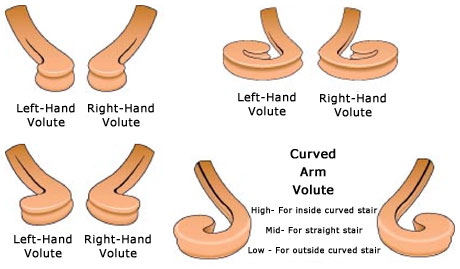 Left-Hand
Volute
Right-Hand
Volute
Left-Hand
Volute
Right-Hand
Volute
Left-Hand
Volute
Right-Hand
Volute
Curved
Arm
Volute
High- For inside curved stair
Mid- For straight stair
Low - For outside curved stair